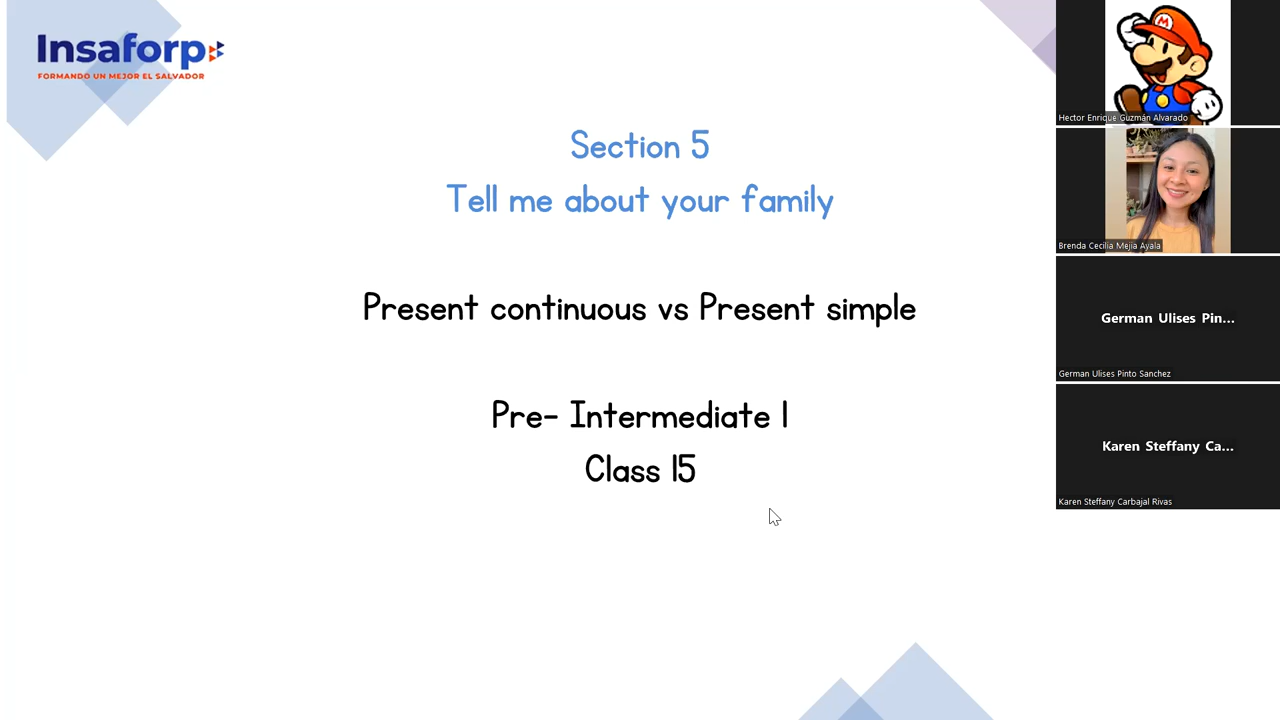 Insaforp
FORMANDO UN MEJOR EL SALVADOR
Section 5
Tell me about your family
Present continuous vs Present simple
Pre- Intermediate 1
Class 15
M
Hector Enrique Guzmán Alvarado
Brenda Cecilia Mejia Ayala
German Ulises Pin...
German Ulises Pinto Sanchez
Karen Steffany Ca...
Karen Steffany Carbajal Rivas